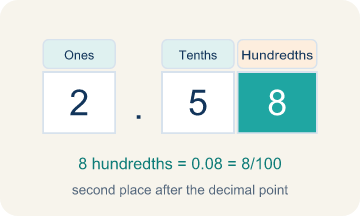 Ones Tenths Hundredths
2 . 5 8
8 hundredths = 0.08 = 8/100
second place after the decimal point